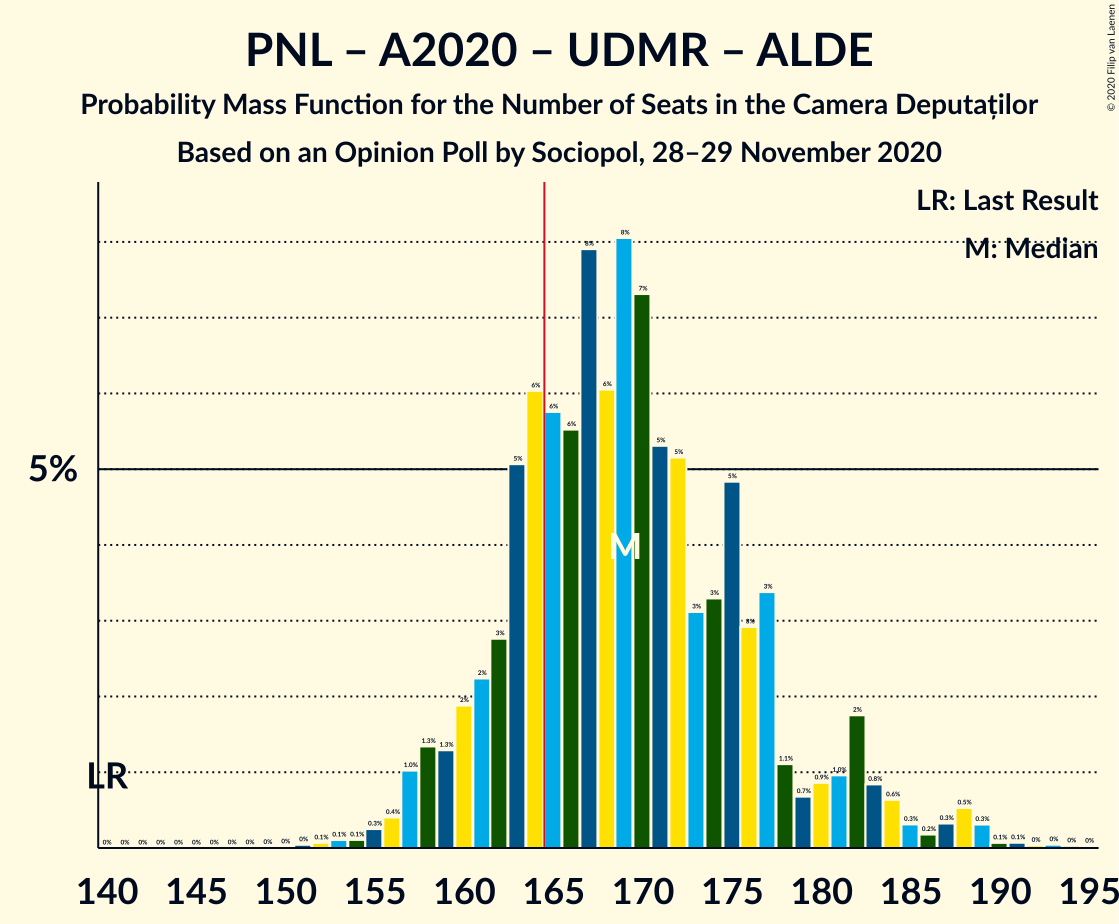 PNL – A2020 – UDMR – ALDE
Probability Mass Function for the Number of Seats in the Camera Deputaților
Based on an Opinion Poll by Sociopol, 28–29 November 2020
© 2020 Filip van Laenen
LR: Last Result
M: Median
5%
LR
M
0% 0% 0% 0% 0% 0% 0% 0% 0% 0% 0% 0% 0.1% 0.1% 0.1% 0.3% 0.4% 1.0% 1.3% 1.3% 2% 2% 3% 5% 6% 6% 6% 8% 6% 8% 7% 5% 5% 3% 3% 5% 3% 3% 1.1% 0.7% 0.9% 1.0% 2% 0.8% 0.6% 0.3% 0.2% 0.3% 0.5% 0.3% 0.1% 0.1% 0% 0% 0% 0%
140 145 150 155 160 165 170 175 180 185 190 195